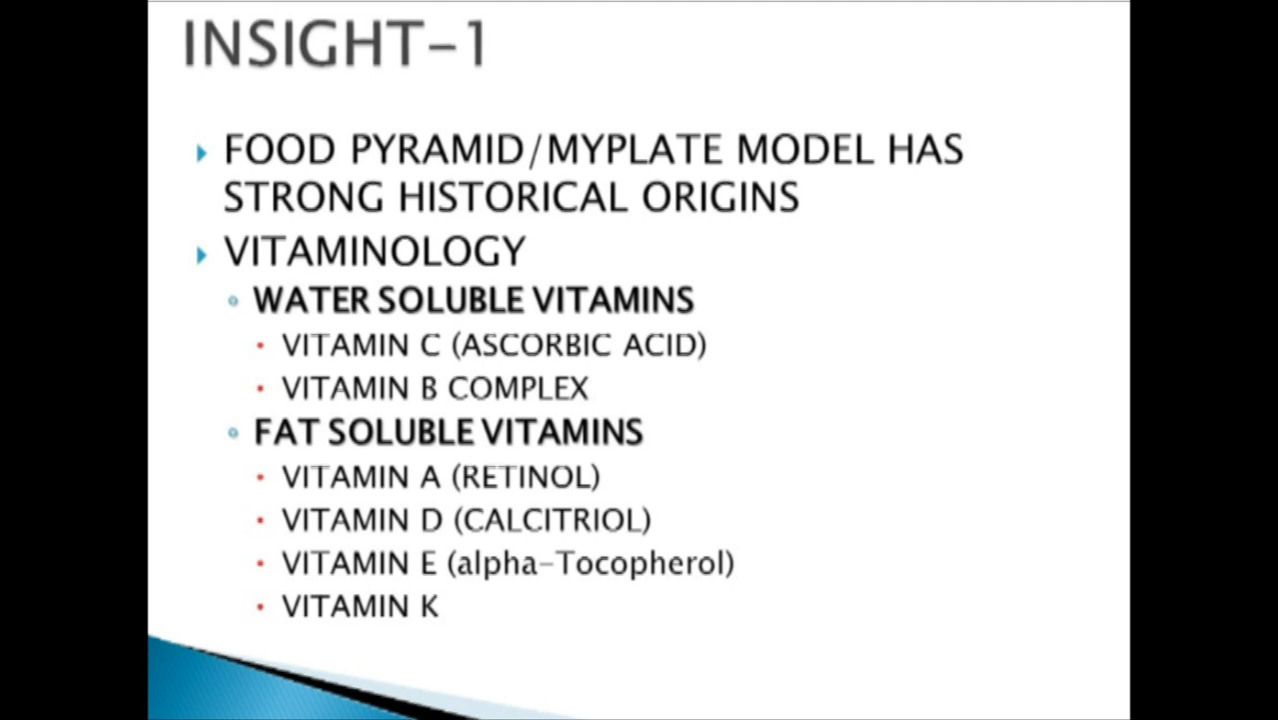 INSIGHT-1
FOOD PYRAMID/MYPLATE MODEL HAS
STRONG HISTORICAL ORIGINS
VITAMINOLOGY
WATER SOLUBLE VITAMINS
VITAMIN C (ASCORBIC ACID)
VITAMIN B COMPLEX
FAT SOLUBLE VITAMINS
VITAMIN A (RETINOL)
VITAMIN D (CALCITRIOL)
VITAMIN E (alpha-Tocopherol)
VITAMIN K